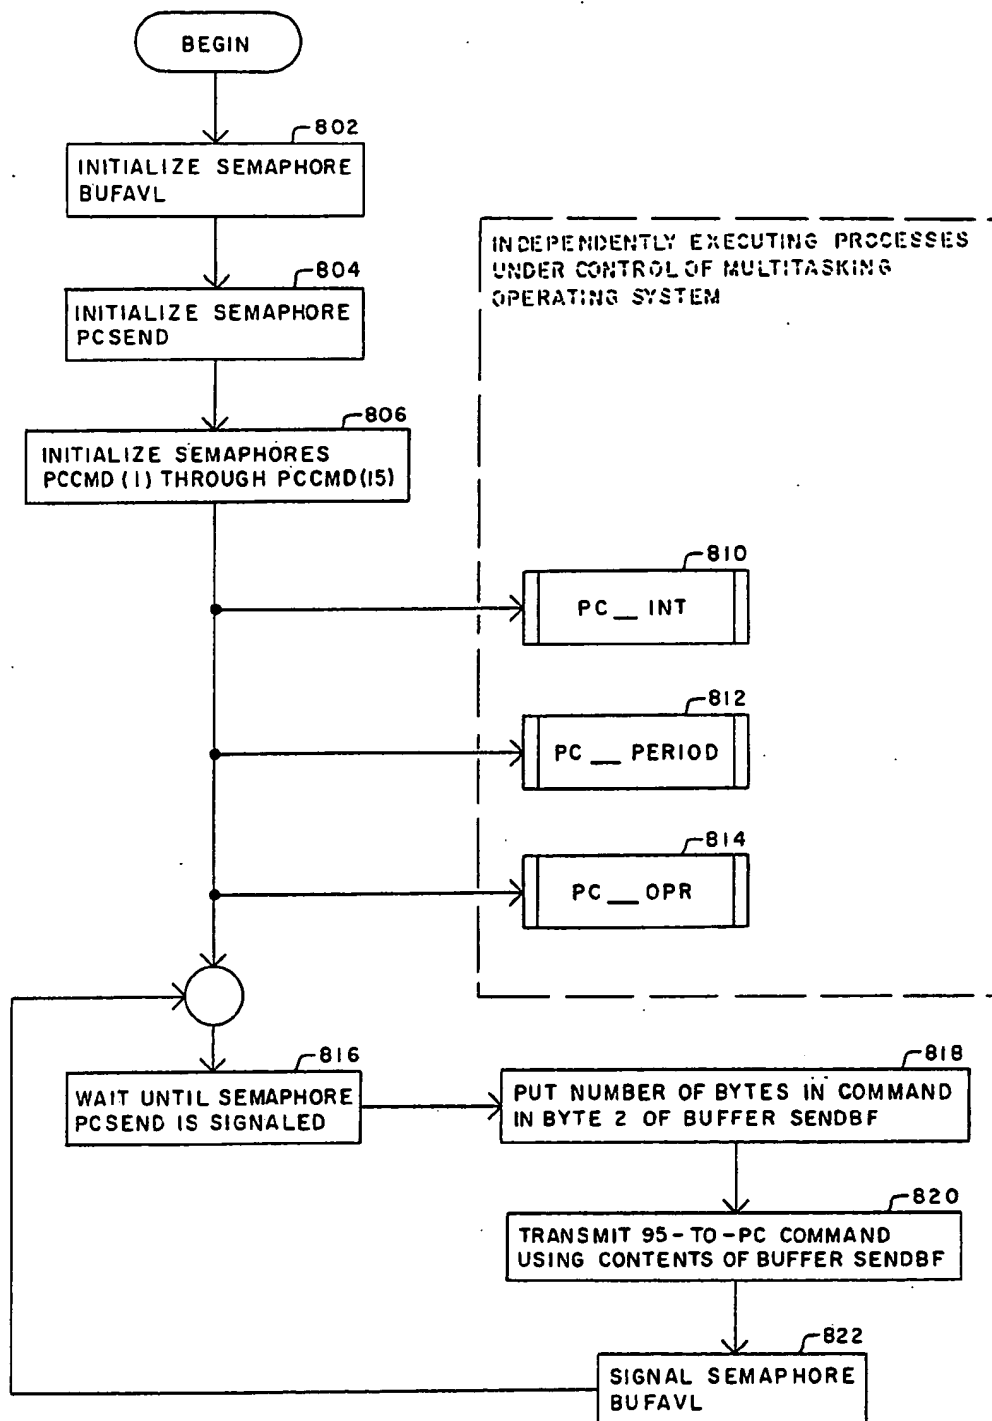 BEGIN
802
INITIALIZE SEMAPHORE
BUFAVL
804
INITIALIZE SEMAPHORE
PCSEND
806
INITIALIZE SEMAPHORES
PCCMD (1) THROUGH PCCMD(15)
INDEPENDENTLY EXECUTING PROCESSES
UNDER CONTROL OF MULTITASKING
OPERATING SYSTEM
810
PC__INT
812
PC__PERIOD
814
PC__OPR
816
WAIT UNTIL SEMAPHORE
PCSEND IS SIGNALED
818
PUT NUMBER OF BYTES IN COMMAND
IN BYTE 2 OF BUFFER SENDBF
820
TRANSMIT 95-TO-PC COMMAND
USING CONTENTS OF BUFFER SENDBF
822
SIGNAL SEMAPHORE
BUFAVL